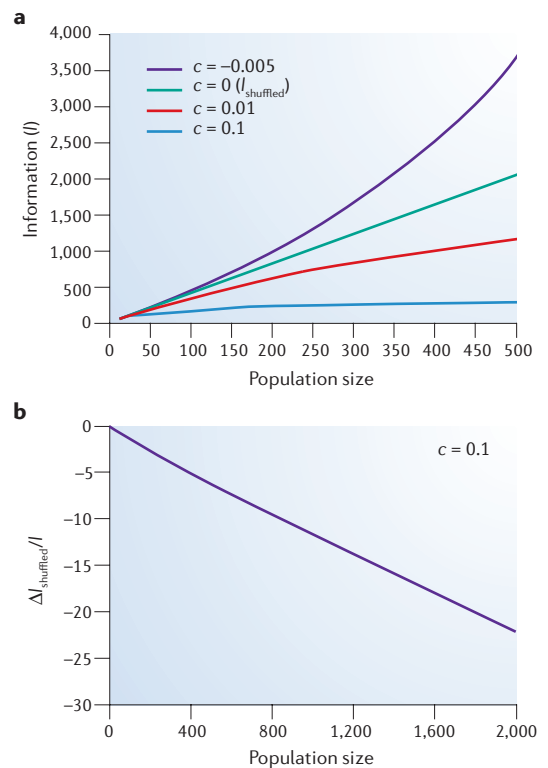 a
4,000
3,500
3,000
2,500
2,000
1,500
1,000
500
0
Information (I)
c = –0.005
c = 0 (Ishuffled)
c = 0.01
c = 0.1
0 50 100 150 200 250 300 350 400 450 500
Population size
b
0
–5
–10
–15
–20
–25
–30
ΔIshuffled/I
c = 0.1
0 400 800 1,200 1,600 2,000
Population size